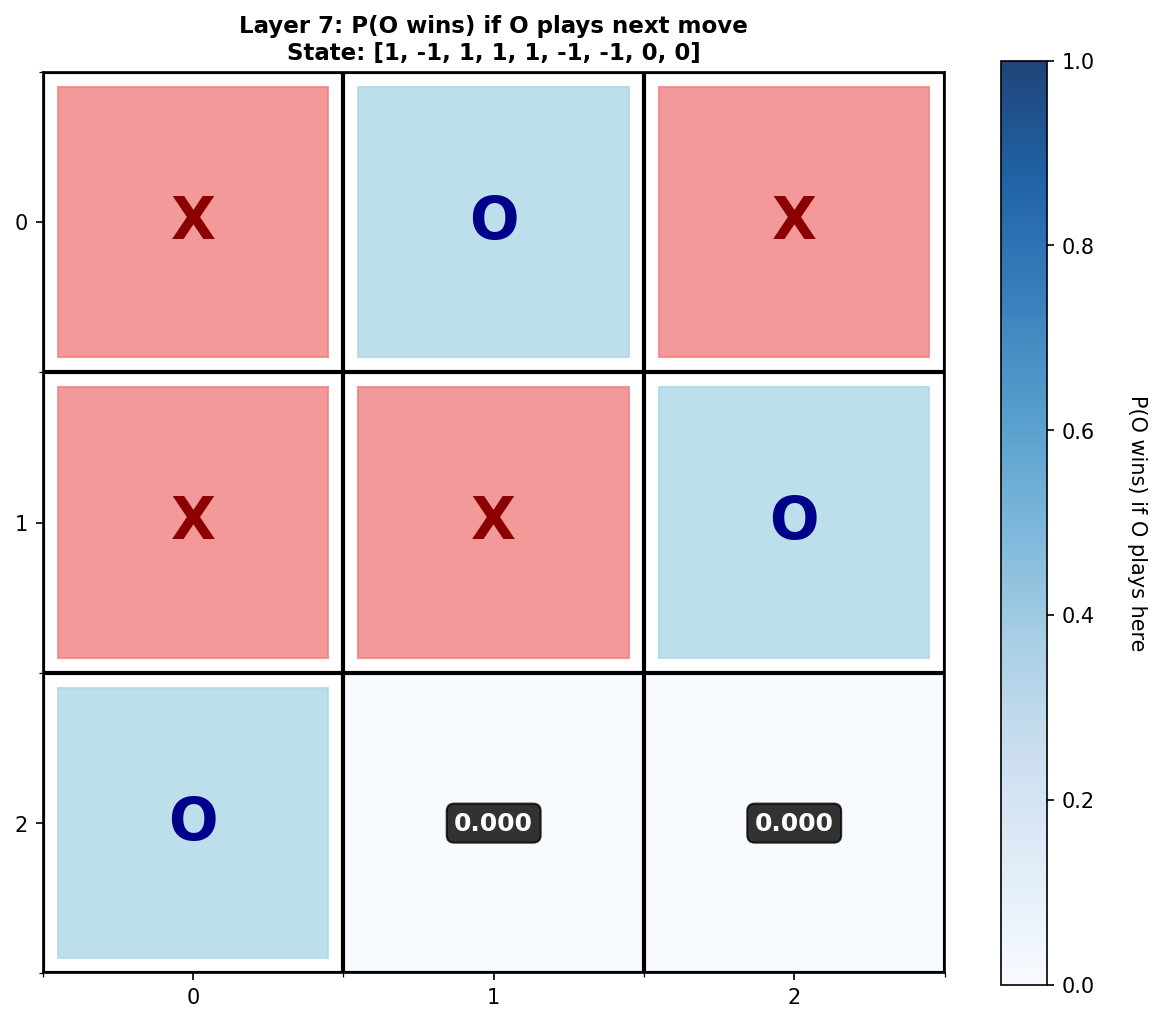 Layer 7: P(O wins) if O plays next move
State: [1, -1, 1, 1, 1, -1, -1, 0, 0]
0
X
O
X
1
X
X
O
2
O
0.000
0.000
0
1
2
1.0
0.8
0.6
0.4
0.2
0.0
P(O wins) if O plays here